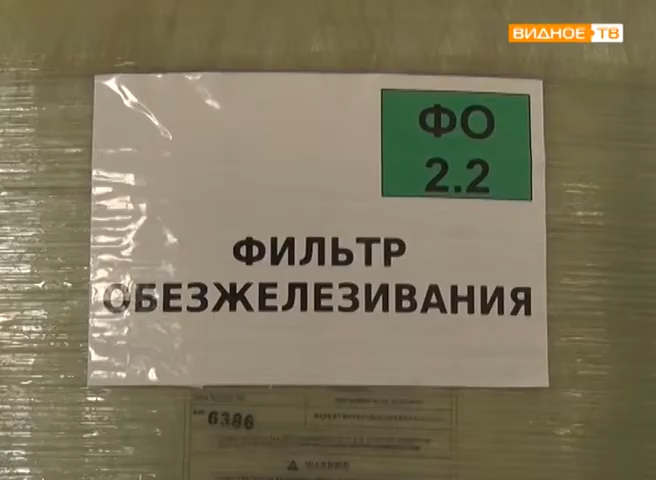 ВИДНОЕ ТВ
ФО
2.2
ФИЛЬТР
ОБЕЗЖЕЛЕЗИВАНИЯ
6386
WARNING